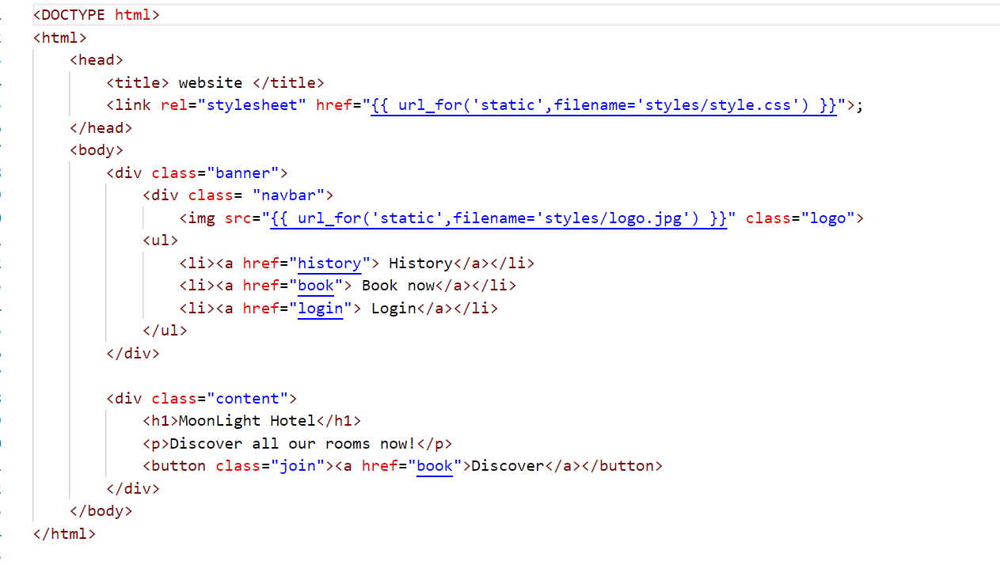 <DOCTYPE html>
<html>
    <head>
        <title> website </title>
        <link rel="stylesheet" href="{{ url_for('static',filename='styles/style.css') }}">;
    </head>
    <body>
        <div class="banner">
            <div class= "navbar">
                <img src="{{ url_for('static',filename='styles/logo.jpg') }}" class="logo">
            <ul>
                <li><a href="history"> History</a></li>
                <li><a href="book"> Book now</a></li>
                <li><a href="login"> Login</a></li>
            </ul>
        </div>

        <div class="content">
            <h1>MoonLight Hotel</h1>
            <p>Discover all our rooms now!</p>
            <button class="join"><a href="book">Discover</a></button>
        </div>
    </body>
</html>